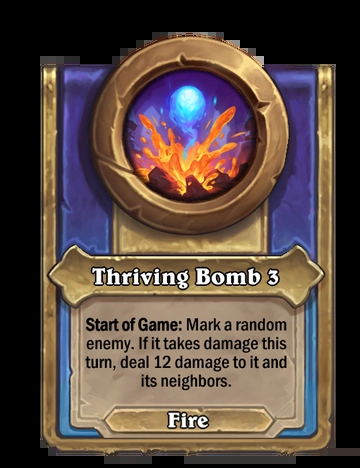 Thriving Bomb 3
Start of Game: Mark a random
enemy. If it takes damage this
turn, deal 12 damage to it and
its neighbors.
Fire